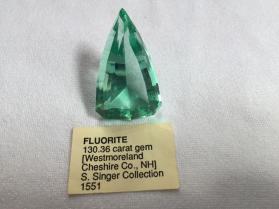 FLUORITE
130.36 carat gem
[Westmoreland
Cheshire Co., NH]
S. Singer Collection
1551